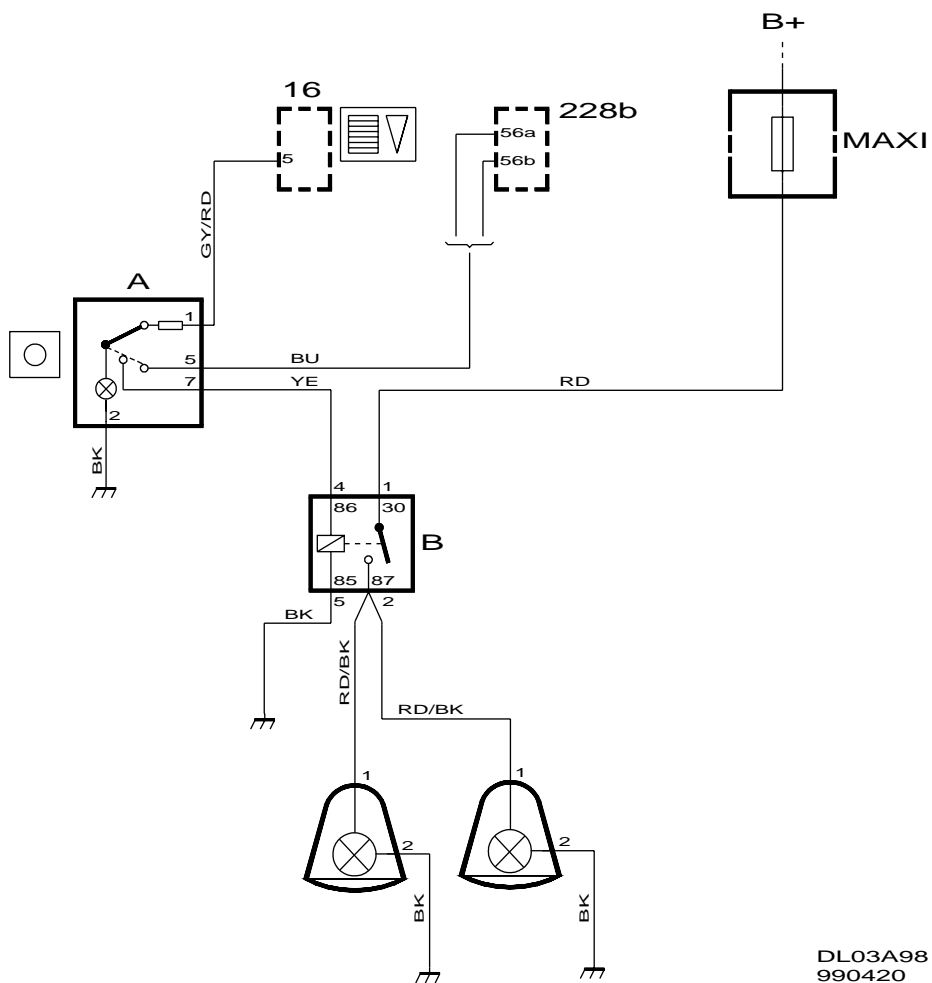 B+
16
228b
MAXI
5
56a
56b
GY/RD
A
1
5
BU
7
YE
RD
2
BK
4
1
86
30
B
85
87
5
2
BK
RD/BK
RD/BK
1
1
2
2
BK
BK
DL03A98
990420